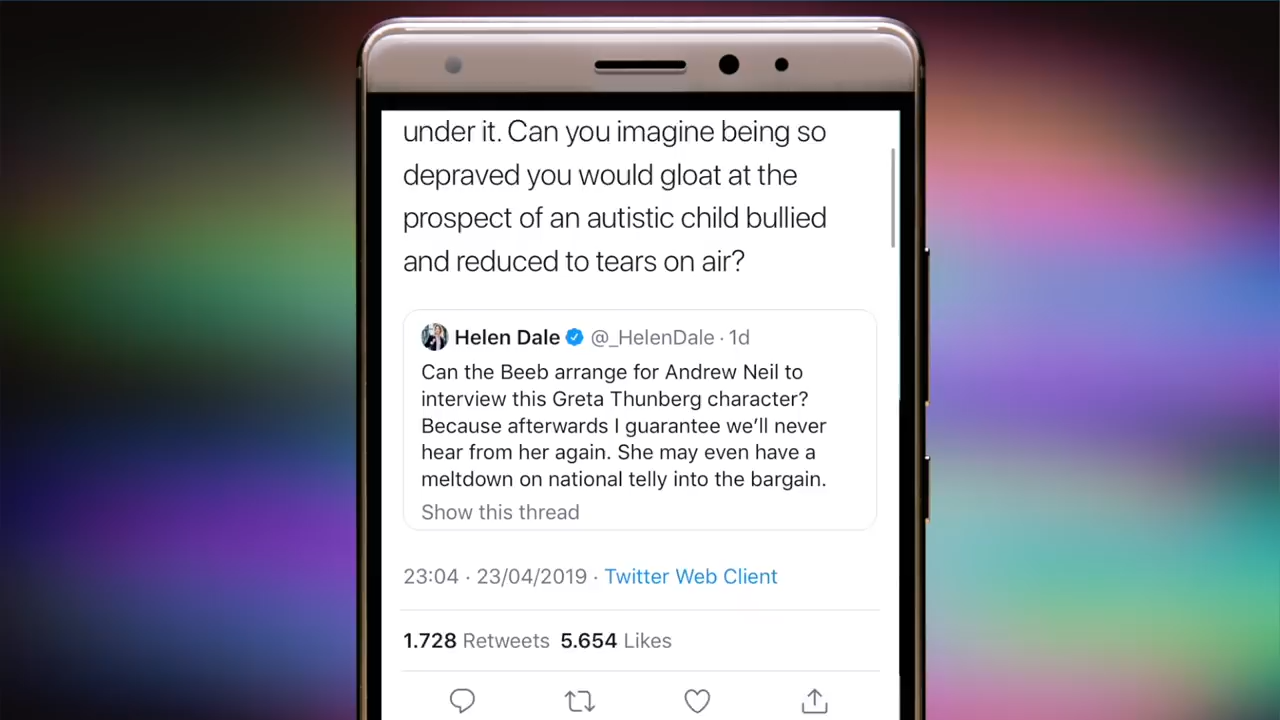 under it. Can you imagine being so
depraved you would gloat at the
prospect of an autistic child bullied
and reduced to tears on air?
Helen Dale @_HelenDale · 1d
Can the Beeb arrange for Andrew Neil to
interview this Greta Thunberg character?
Because afterwards I guarantee we’ll never
hear from her again. She may even have a
meltdown on national telly into the bargain.
Show this thread
23:04 · 23/04/2019 · Twitter Web Client
1.728 Retweets 5.654 Likes